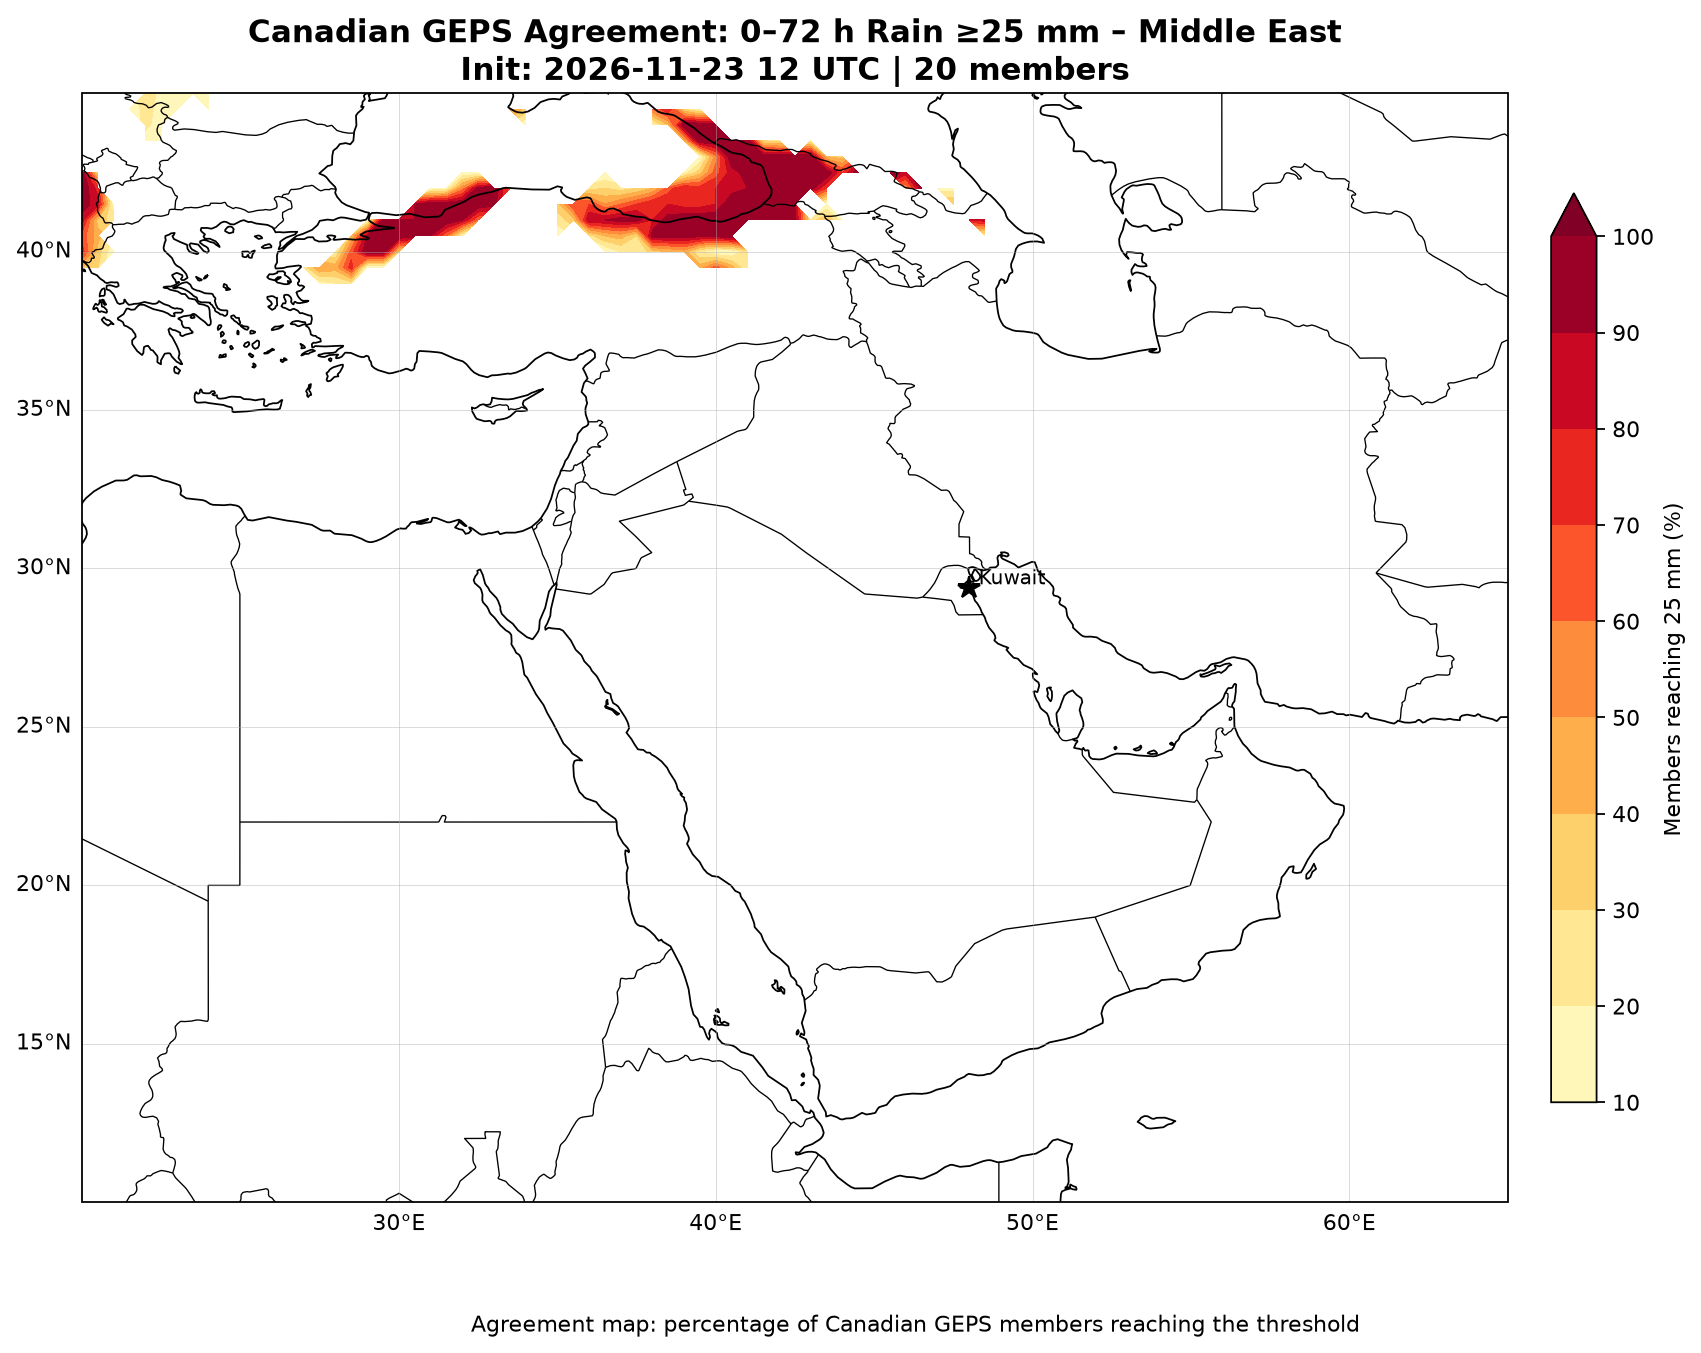 Canadian GEPS Agreement: 0–72 h Rain ≥25 mm – Middle East
Init: 2026-11-23 12 UTC | 20 members
40°N
35°N
30°N
25°N
20°N
15°N
30°E
40°E
50°E
60°E
Kuwait
100
90
80
70
60
50
40
30
20
10
Members reaching 25 mm (%)
Agreement map: percentage of Canadian GEPS members reaching the threshold